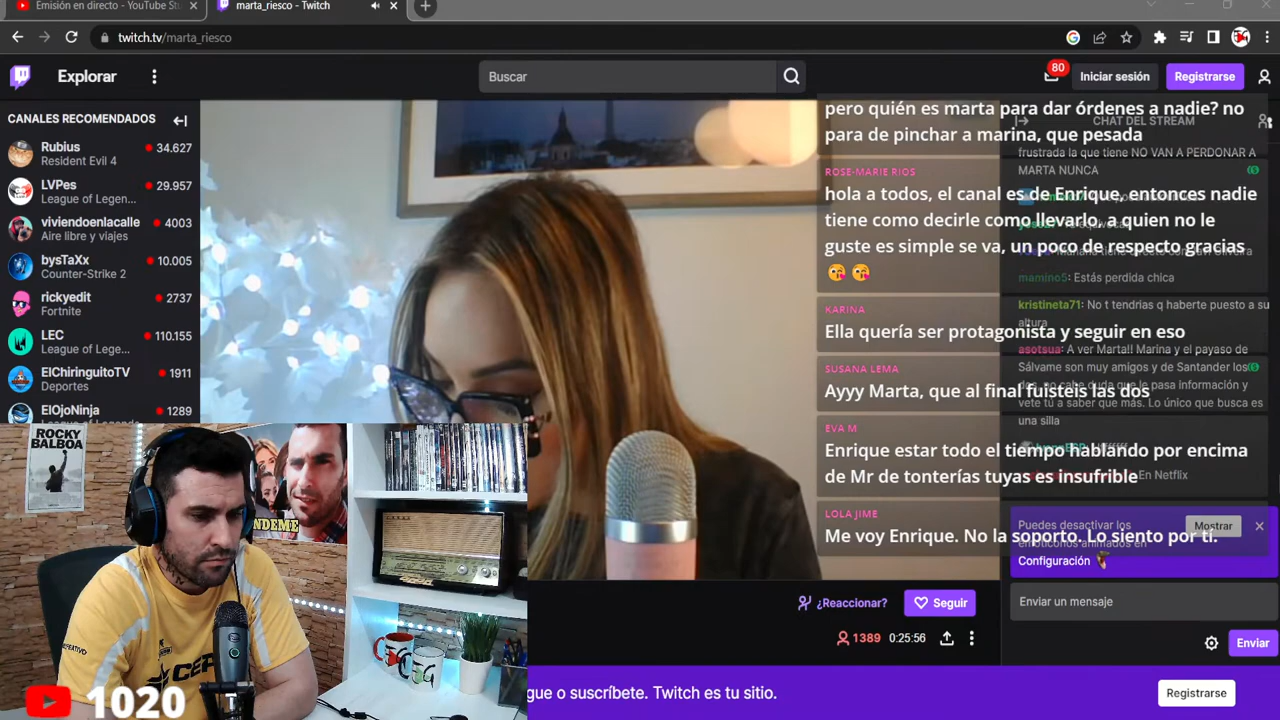 Emisión en directo - YouTube St
marta_riesco - Twitch
twitch.tv/marta_riesco
Explorar
Buscar
80
Iniciar sesión
Registrarse
CANALES RECOMENDADOS
Rubius
34.627
Resident Evil 4
LVPes
29.957
League of Legen...
viviendoenlacalle
4003
Aire libre y viajes
bysTaXx
10.005
Counter-Strike 2
rickyedit
2737
Fortnite
LEC
110.155
League of Lege...
ElChiringuitoTV
1911
Deportes
ElOjoNinja
1289
pero quién es marta para dar órdenes a nadie? no
para de pinchar a marina, que pesada
ROSE-MARIE RIOS
hola a todos, el canal es de Enrique, entonces nadie
tiene como decirle como llevarlo, a quien no le
guste es simple se va, un poco de respeto gracias
KARINA
Ella quería ser protagonista y seguir en eso
SUSANA LEMA
Ayyy Marta, que al final fuisteis las dos
EVA M
Enrique estar todo el tiempo hablando por encima
de Mr de tonterías tuyas es insufrible
LOLA JIME
Me voy Enrique. No la soporto. Lo siento por ti.
CHAT DEL STREAM
frustrada la que tiene NO VAN A PERDONAR A
MARTA NUNCA
mamino5: Estás perdida chica
kristineta71: No t tendrias q haberte puesto a su
altura
asotsua: A ver Marta!! Marina y el payaso de
Sálvame son muy amigos y de Santander los
dos, no cabe duda que le pasa información y
vete tú a saber que más. Lo único que busca es
una silla
En Netflix
Puedes desactivar los
emoticonos animados en
Configuración
Mostrar
Enviar un mensaje
Enviar
¿Reaccionar?
Seguir
1389
0:25:56
ROCKY
BALBOA
NDEME
1020
gue o suscríbete. Twitch es tu sitio.
Registrarse